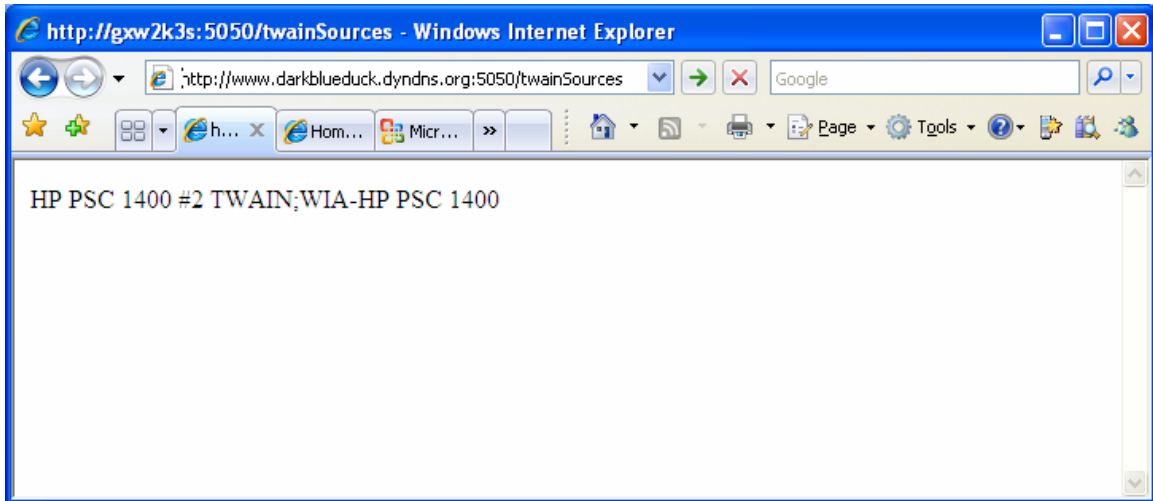 http://gxw2k3s:5050/twainSources - Windows Internet Explorer
http://www.darkblueduck.dyndns.org:5050/twainSources Google
h... Hom... Micr... » Page Tools
HP PSC 1400 #2 TWAIN;WIA-HP PSC 1400